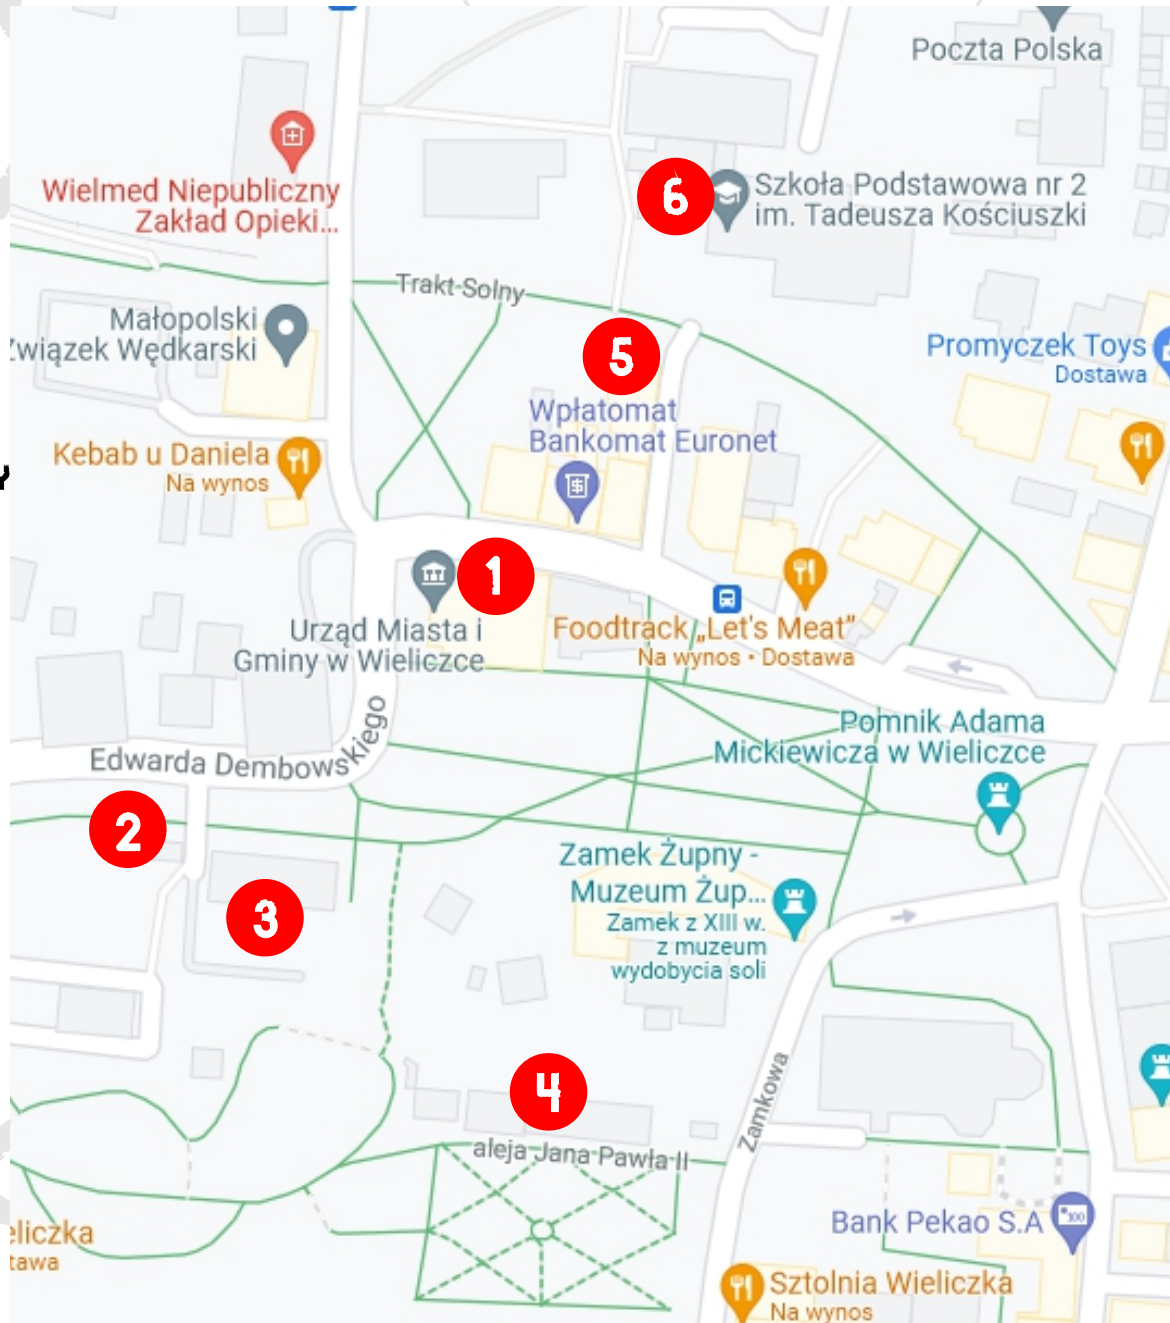 Poczta Polska
6
Szkoła Podstawowa nr 2
im. Tadeusza Kościuszki
Wielmed Niepubliczny
Zakład Opieki...
Trakt Solny
Małopolski
Związek Wędkarski
5
Promyczek Toys
Dostawa
Wpłatomat
Bankomat Euronet
Kebab u Daniela
Na wynos
1
Urząd Miasta i
Gminy w Wieliczce
Foodtrack „Let's Meat”
Na wynos • Dostawa
Pomnik Adama
Mickiewicza w Wieliczce
Edwarda Dembowskiego
2
Zamek Żupny -
Muzeum Żup...
Zamek z XIII w.
z muzeum
wydobycia soli
3
4
aleja Jana Pawła II
Zamkowa
Bank Pekao S.A
eliczka
tawa
Sztolnia Wieliczka
Na wynos